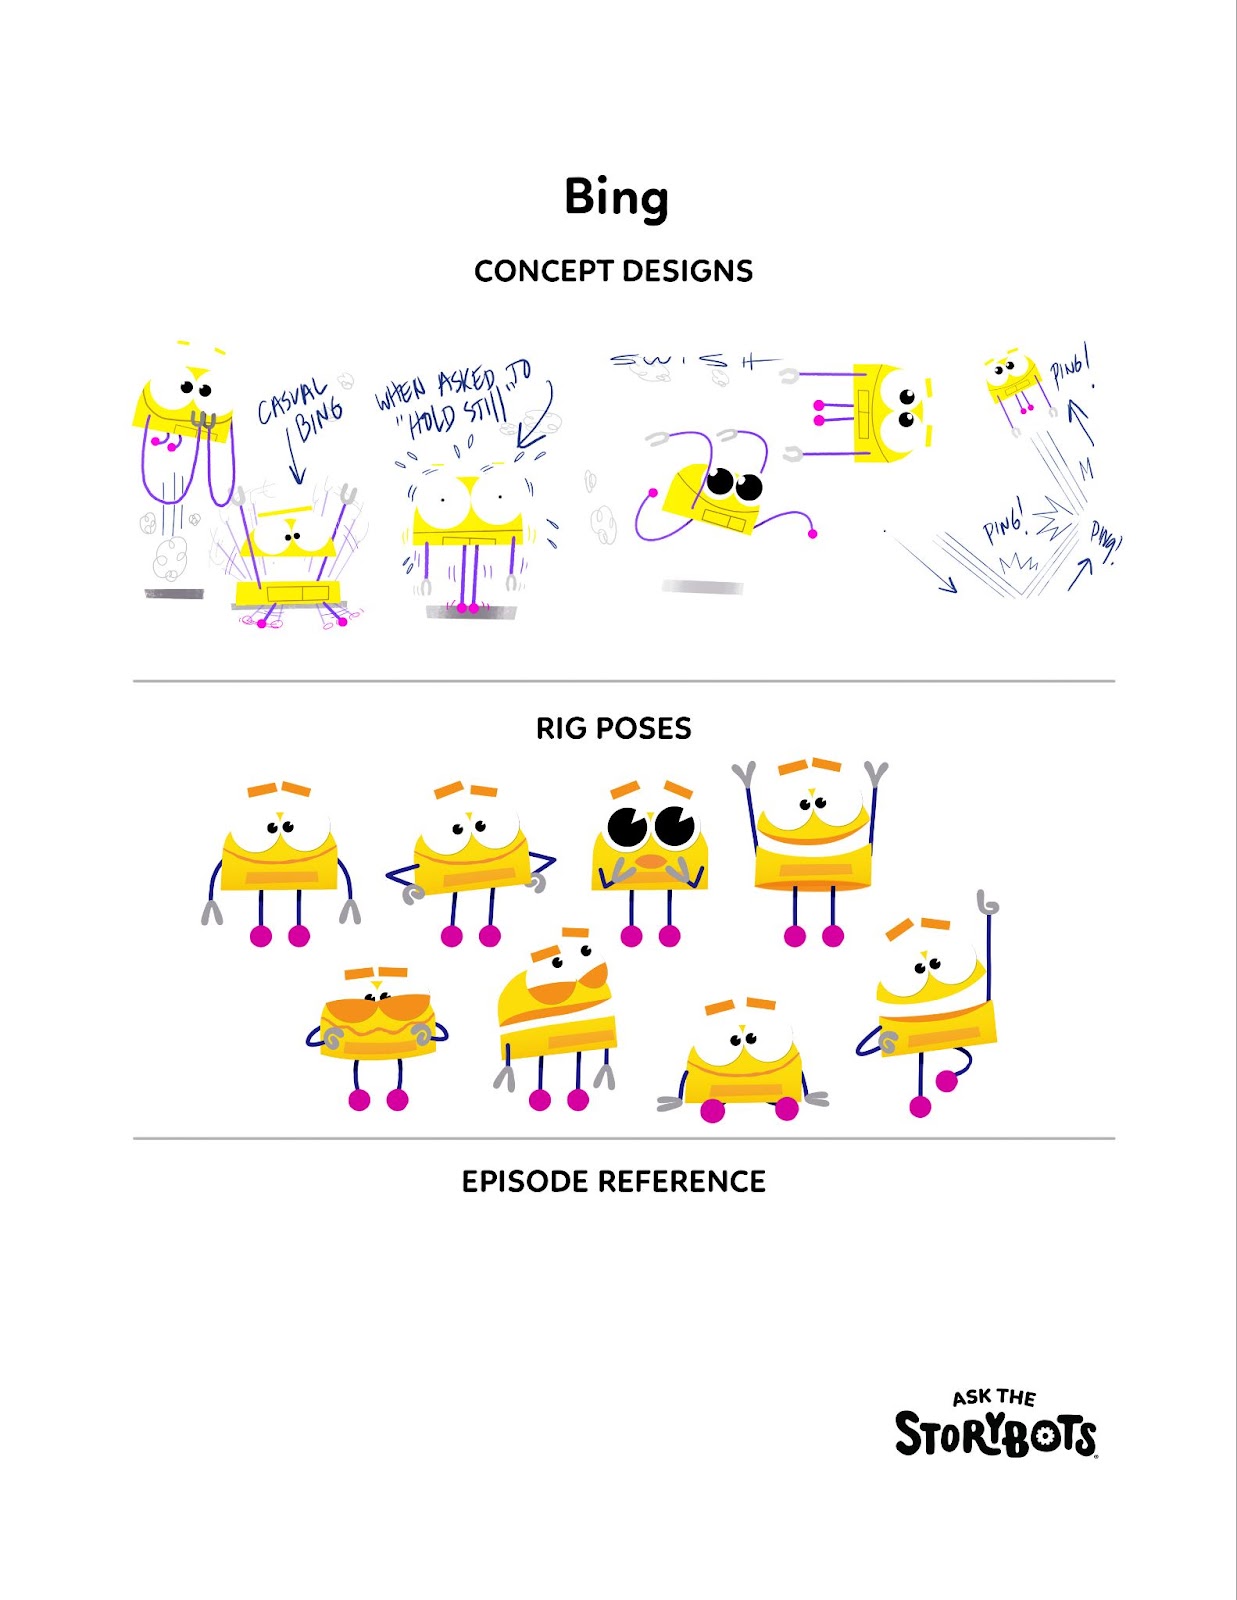 Bing
CONCEPT DESIGNS
CASUAL
BING
WHEN ASKED TO
"HOLD STILL"
SWISH
PING!
PING!
PING!
RIG POSES
EPISODE REFERENCE
ASK THE
STORYBOTS